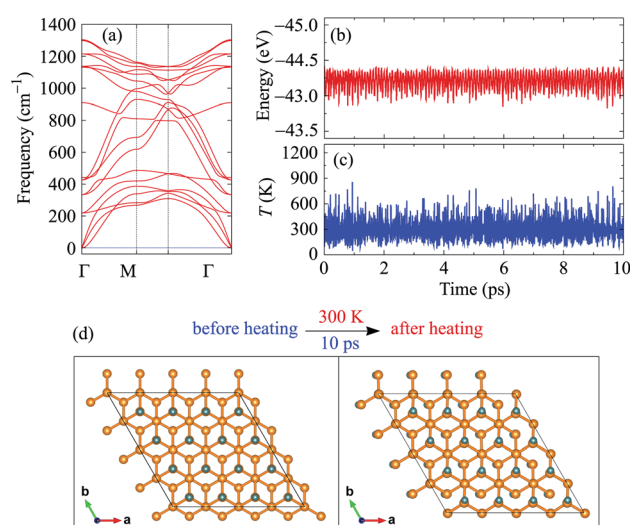 (a)
1400
1200
1000
800
600
400
200
0
Frequency (cm⁻¹)
Γ M Γ
(b)
−45.0
−44.4
−43.1
−43.5
Energy (eV)
(c)
1200
900
600
300
0
T (K)
0 2 4 6 8 10
Time (ps)
(d)
before heating 300 K after heating
10 ps
b a
b a